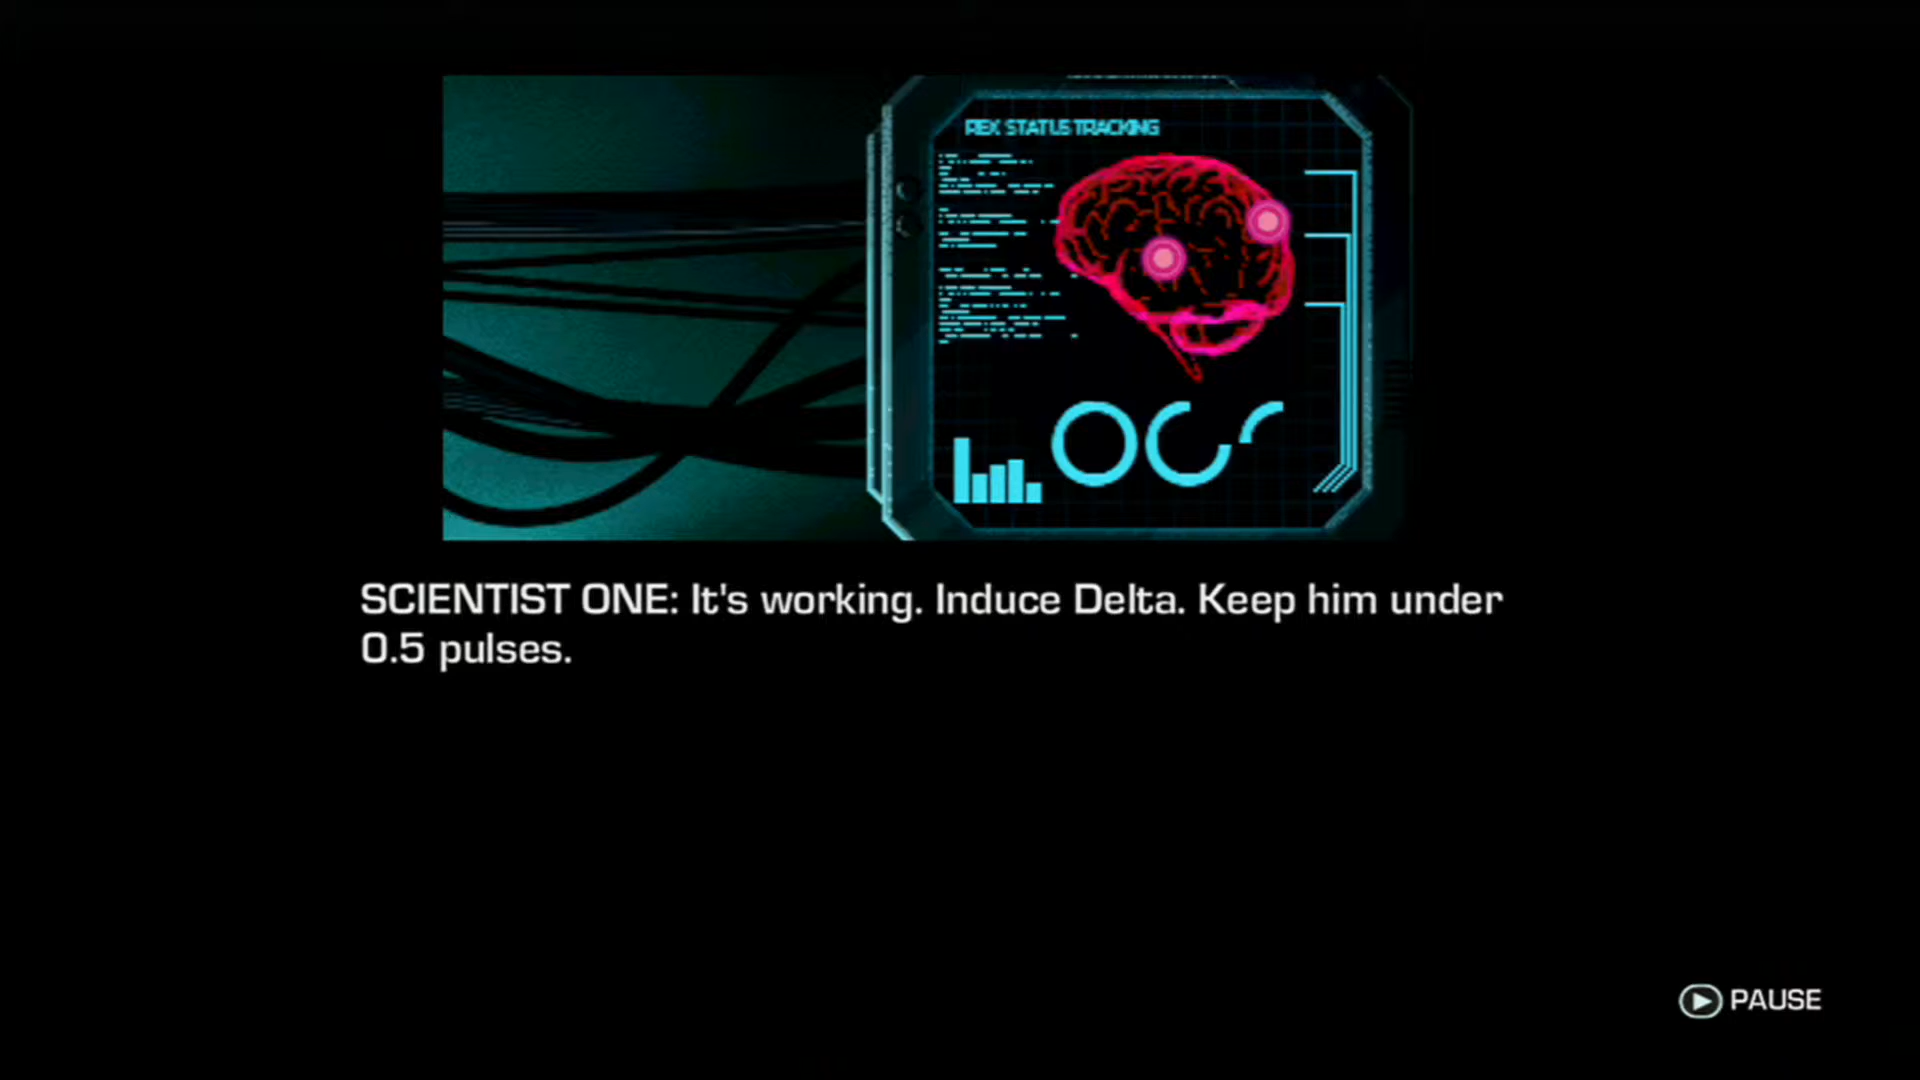 REX STATUS TRACKING
SCIENTIST ONE: It's working. Induce Delta. Keep him under
0.5 pulses.
PAUSE